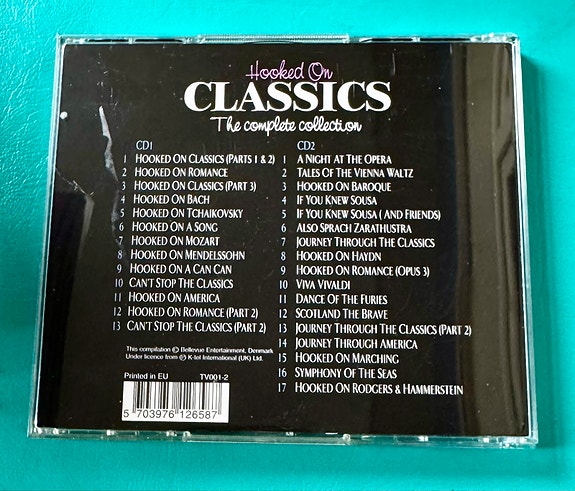 Hooked On
CLASSICS
The complete collection
CD1
1 HOOKED ON CLASSICS (PARTS 1 & 2)
2 HOOKED ON ROMANCE
3 HOOKED ON CLASSICS (PART 3)
4 HOOKED ON BACH
5 HOOKED ON TCHAIKOVSKY
6 HOOKED ON A SONG
7 HOOKED ON MOZART
8 HOOKED ON MENDELSSOHN
9 HOOKED ON A CAN CAN
10 CAN'T STOP THE CLASSICS
11 HOOKED ON AMERICA
12 HOOKED ON ROMANCE (PART 2)
13 CAN'T STOP THE CLASSICS (PART 2)
CD2
1 A NIGHT AT THE OPERA
2 TALES OF THE VIENNA WALTZ
3 HOOKED ON BAROQUE
4 IF YOU KNEW SOUSA
5 IF YOU KNEW SOUSA ( AND FRIENDS)
6 ALSO SPRACH ZARATHUSTRA
7 JOURNEY THROUGH THE CLASSICS
8 HOOKED ON HAYDN
9 HOOKED ON ROMANCE (OPUS 3)
10 VIVA VIVALDI
11 DANCE OF THE FURIES
12 SCOTLAND THE BRAVE
13 JOURNEY THROUGH THE CLASSICS (PART 2)
14 JOURNEY THROUGH AMERICA
15 HOOKED ON MARCHING
16 SYMPHONY OF THE SEAS
17 HOOKED ON RODGERS & HAMMERSTEIN
This compilation © Bellevue Entertainment, Denmark
Under licence from ℗ K-tel International (UK) Ltd.
Printed in EU TV001-2
5 703976 126587